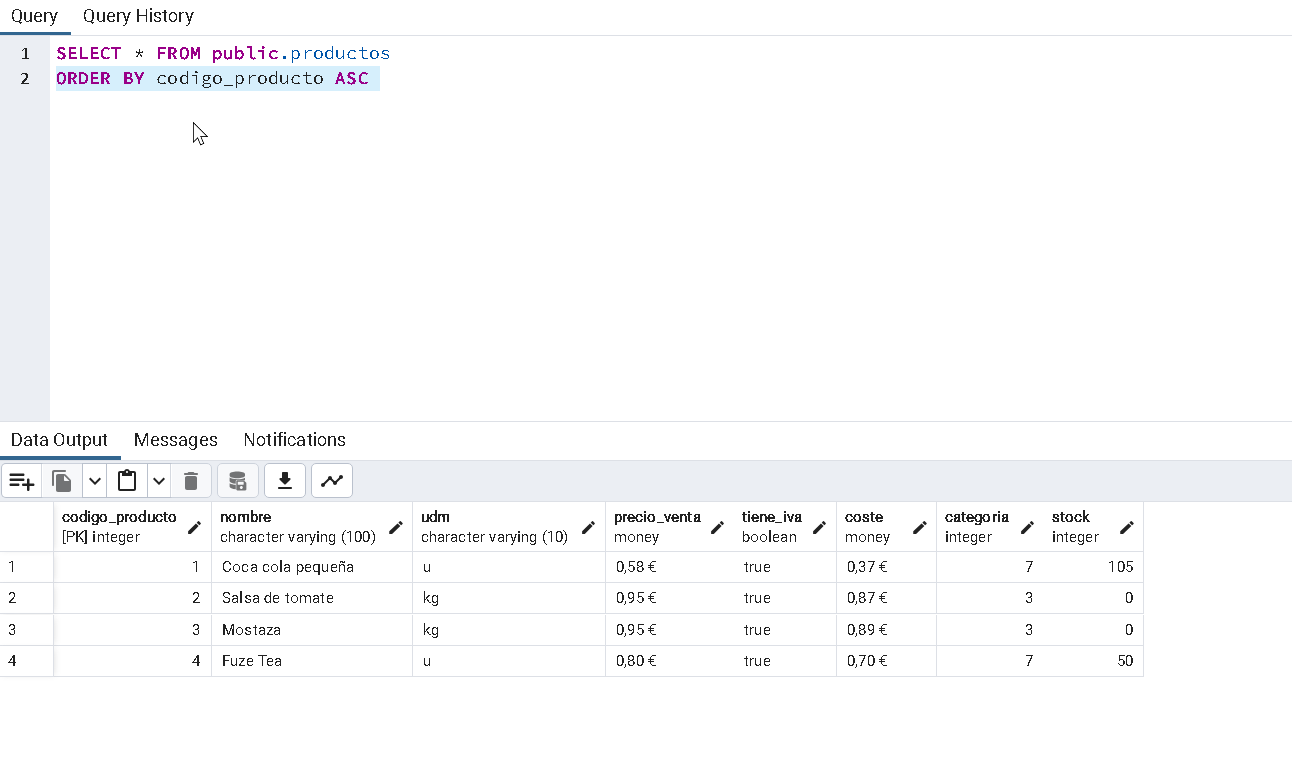 Query Query History
1 SELECT * FROM public.productos
2 ORDER BY codigo_producto ASC
Data Output Messages Notifications
codigo_producto nombre udm precio_venta tiene_iva coste categoria stock
[PK] integer character varying (100) character varying (10) money boolean money integer integer
1 1 Coca cola pequeña u 0,58 € true 0,37 € 7 105
2 2 Salsa de tomate kg 0,95 € true 0,87 € 3 0
3 3 Mostaza kg 0,95 € true 0,89 € 3 0
4 4 Fuze Tea u 0,80 € true 0,70 € 7 50